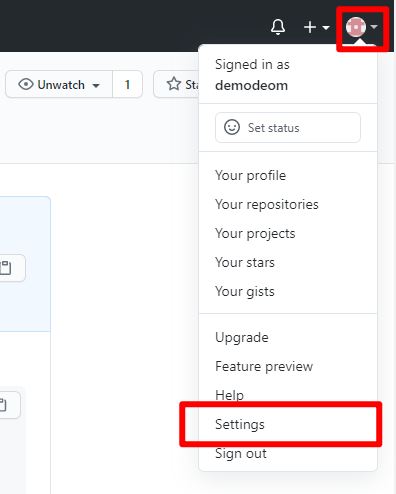 Signed in as
demodeom
Unwatch 1
Sta
Set status
Your profile
Your repositories
Your projects
Your stars
Your gists
Upgrade
Feature preview
Help
Settings
Sign out